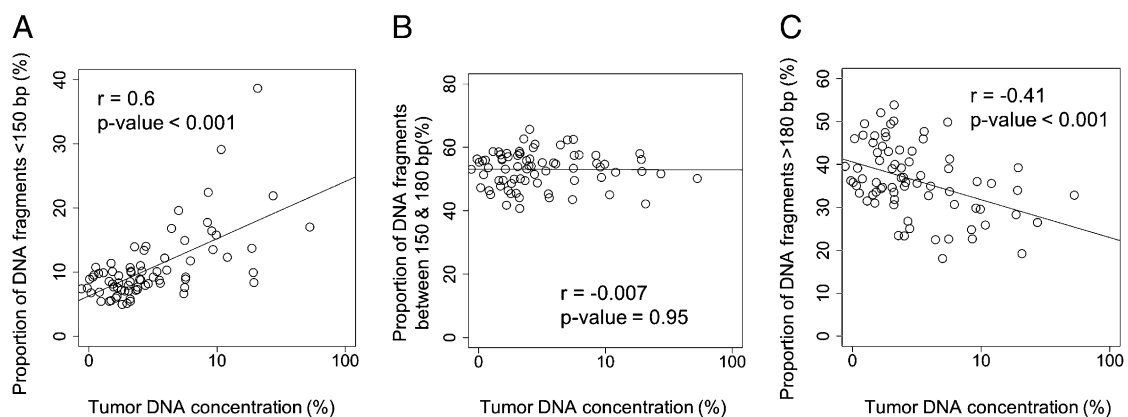 A
Proportion of DNA fragments <150 bp (%)
40
30
20
10
0
r = 0.6
p-value < 0.001
0
10
100
Tumor DNA concentration (%)
B
Proportion of DNA fragments
between 150 & 180 bp(%)
80
60
40
20
0
r = -0.007
p-value = 0.95
0
10
100
Tumor DNA concentration (%)
C
Proportion of DNA fragments >180 bp (%)
60
50
40
30
20
10
0
r = -0.41
p-value < 0.001
0
10
100
Tumor DNA concentration (%)